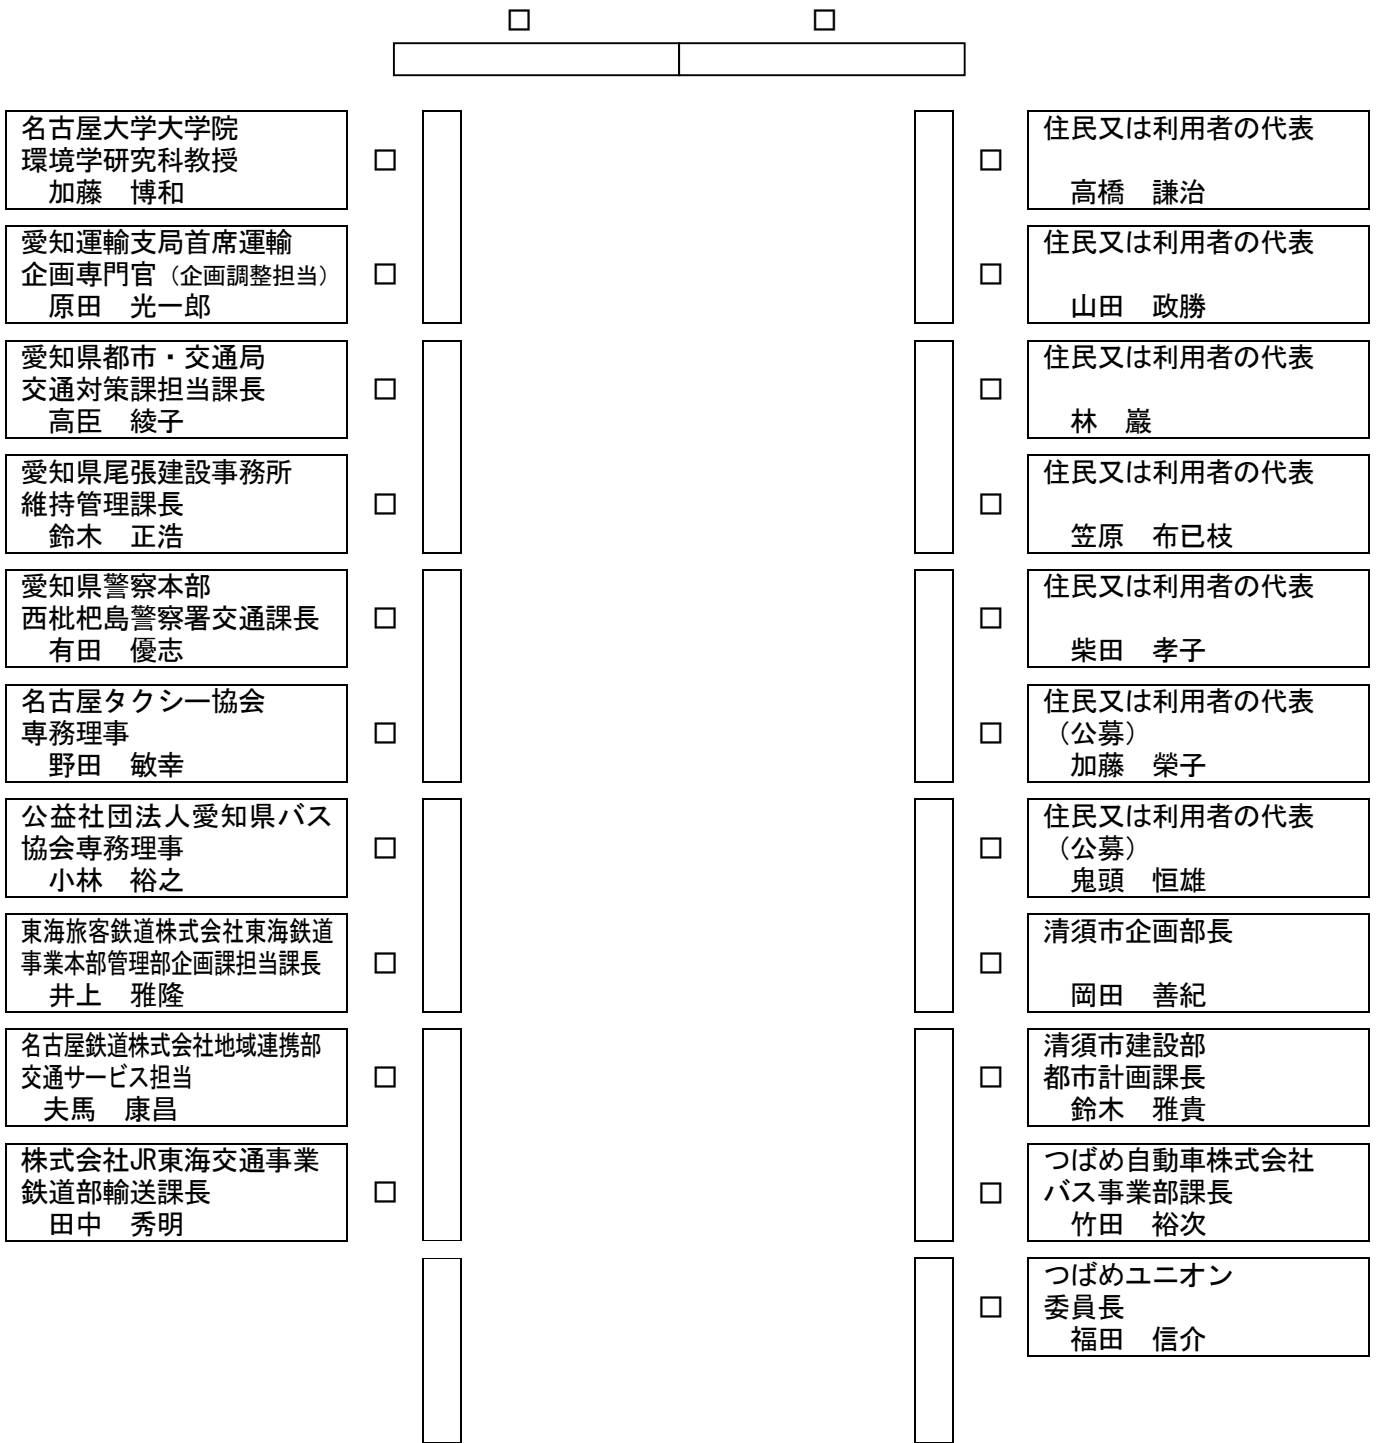 名古屋大学大学院
環境学研究科教授
加藤　博和
愛知運輸支局首席運輸
企画専門官（企画調整担当）
原田　光一郎
愛知県都市・交通局
交通対策課担当課長
高臣　綾子
愛知県尾張建設事務所
維持管理課長
鈴木　正浩
愛知県警察本部
西枇杷島警察署交通課長
有田　優志
名古屋タクシー協会
専務理事
野田　敏幸
公益社団法人愛知県バス
協会専務理事
小林　裕之
東海旅客鉄道株式会社東海鉄道
事業本部管理部企画課担当課長
井上　雅隆
名古屋鉄道株式会社地域連携部
交通サービス担当
夫馬　康昌
株式会社JR東海交通事業
鉄道部輸送課長
田中　秀明
住民又は利用者の代表
高橋　謙治
住民又は利用者の代表
山田　政勝
住民又は利用者の代表
林　巖
住民又は利用者の代表
笠原　布已枝
住民又は利用者の代表
柴田　孝子
住民又は利用者の代表
（公募）
加藤　榮子
住民又は利用者の代表
（公募）
鬼頭　恒雄
清須市企画部長
岡田　善紀
清須市建設部
都市計画課長
鈴木　雅貴
つばめ自動車株式会社
バス事業部課長
竹田　裕次
つばめユニオン
委員長
福田　信介